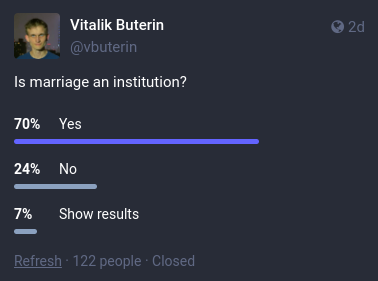 Vitalik Buterin
2d
@vbuterin
Is marriage an institution?
70% Yes
24% No
7% Show results
Refresh · 122 people · Closed